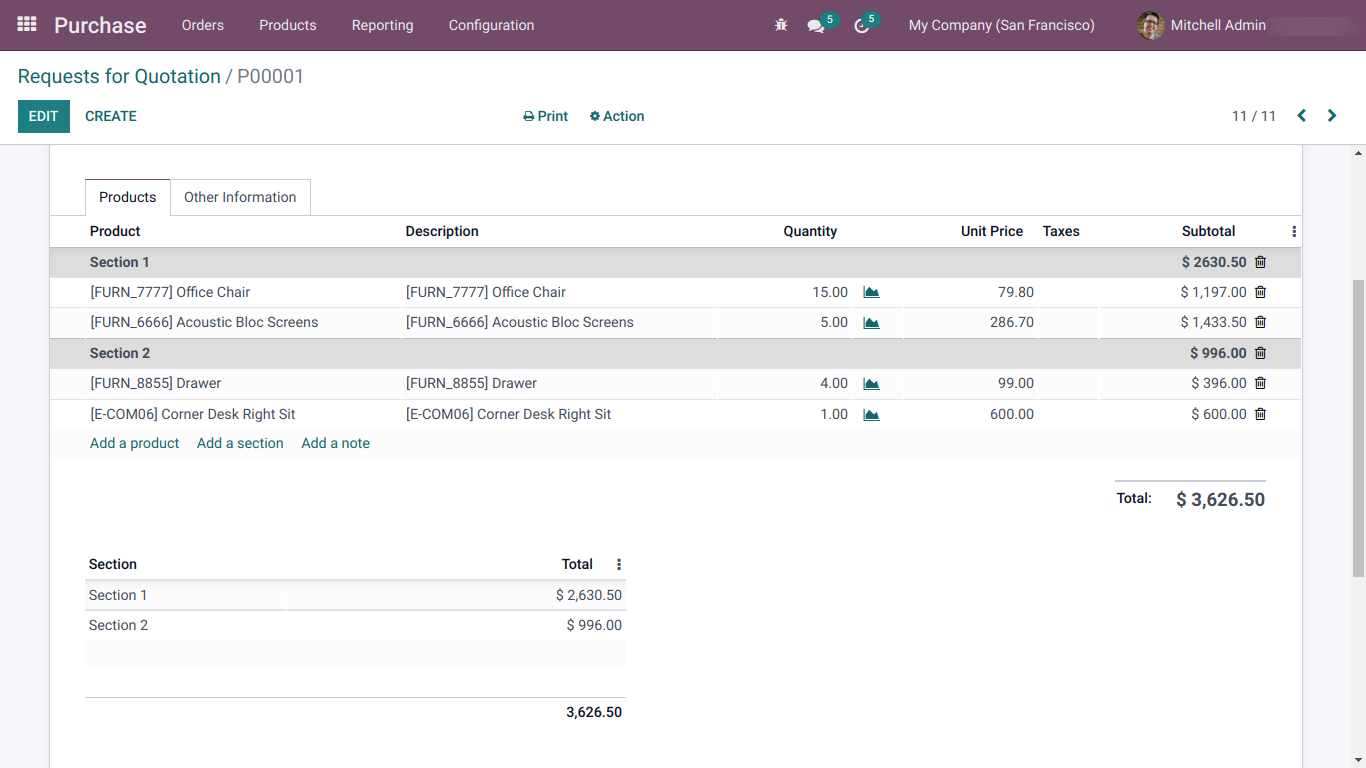 Purchase Orders Products Reporting Configuration 5 5 My Company (San Francisco) Mitchell Admin
Requests for Quotation / P00001
EDIT CREATE Print Action 11 / 11
Products Other Information
Product Description Quantity Unit Price Taxes Subtotal
Section 1 $ 2630.50
[FURN_7777] Office Chair [FURN_7777] Office Chair 15.00 79.80 $ 1,197.00
[FURN_6666] Acoustic Bloc Screens [FURN_6666] Acoustic Bloc Screens 5.00 286.70 $ 1,433.50
Section 2 $ 996.00
[FURN_8855] Drawer [FURN_8855] Drawer 4.00 99.00 $ 396.00
[E-COM06] Corner Desk Right Sit [E-COM06] Corner Desk Right Sit 1.00 600.00 $ 600.00
Add a product Add a section Add a note
Total: $ 3,626.50
Section Total
Section 1 $ 2,630.50
Section 2 $ 996.00
3,626.50